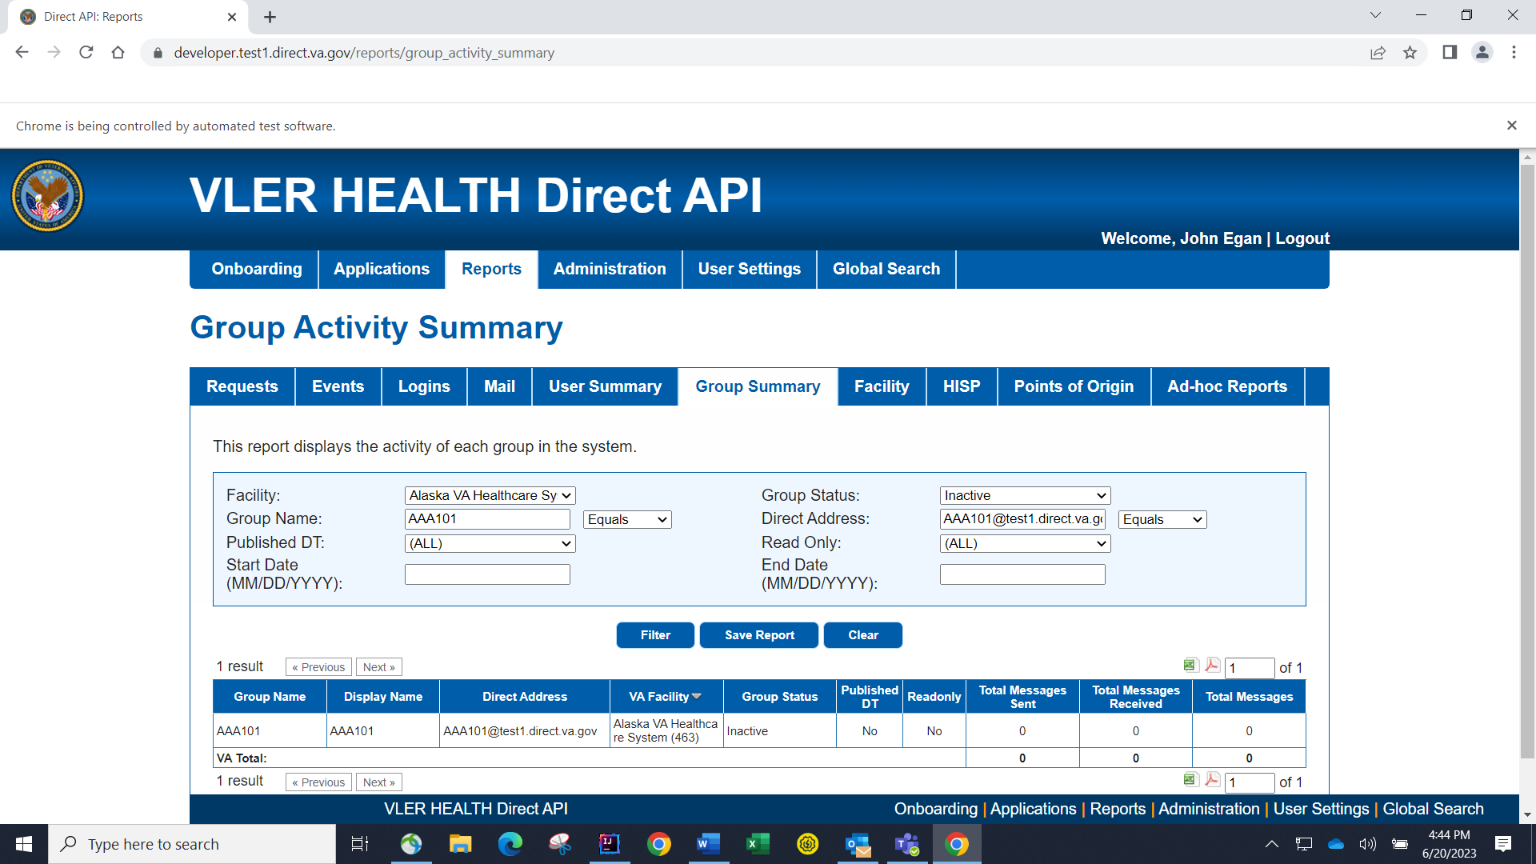 Direct API: Reports
developer.test1.direct.va.gov/reports/group_activity_summary
Chrome is being controlled by automated test software.
VLER HEALTH Direct API
Welcome, John Egan | Logout
Onboarding Applications Reports Administration User Settings Global Search
Group Activity Summary
Requests Events Logins Mail User Summary Group Summary Facility HISP Points of Origin Ad-hoc Reports
This report displays the activity of each group in the system.
Facility: Alaska VA Healthcare Sy Group Status: Inactive
Group Name: AAA101 Equals Direct Address: AAA101@test1.direct.va.go Equals
Published DT: (ALL) Read Only: (ALL)
Start Date (MM/DD/YYYY): End Date (MM/DD/YYYY):
Filter Save Report Clear
1 result « Previous Next » 1 of 1
Group Name Display Name Direct Address VA Facility Group Status Published DT Readonly Total Messages Sent Total Messages Received Total Messages
AAA101 AAA101 AAA101@test1.direct.va.gov Alaska VA Healthca re System (463) Inactive No No 0 0 0
VA Total: 0 0 0
1 result « Previous Next » 1 of 1
VLER HEALTH Direct API Onboarding | Applications | Reports | Administration | User Settings | Global Search
Type here to search
4:44 PM
6/20/2023